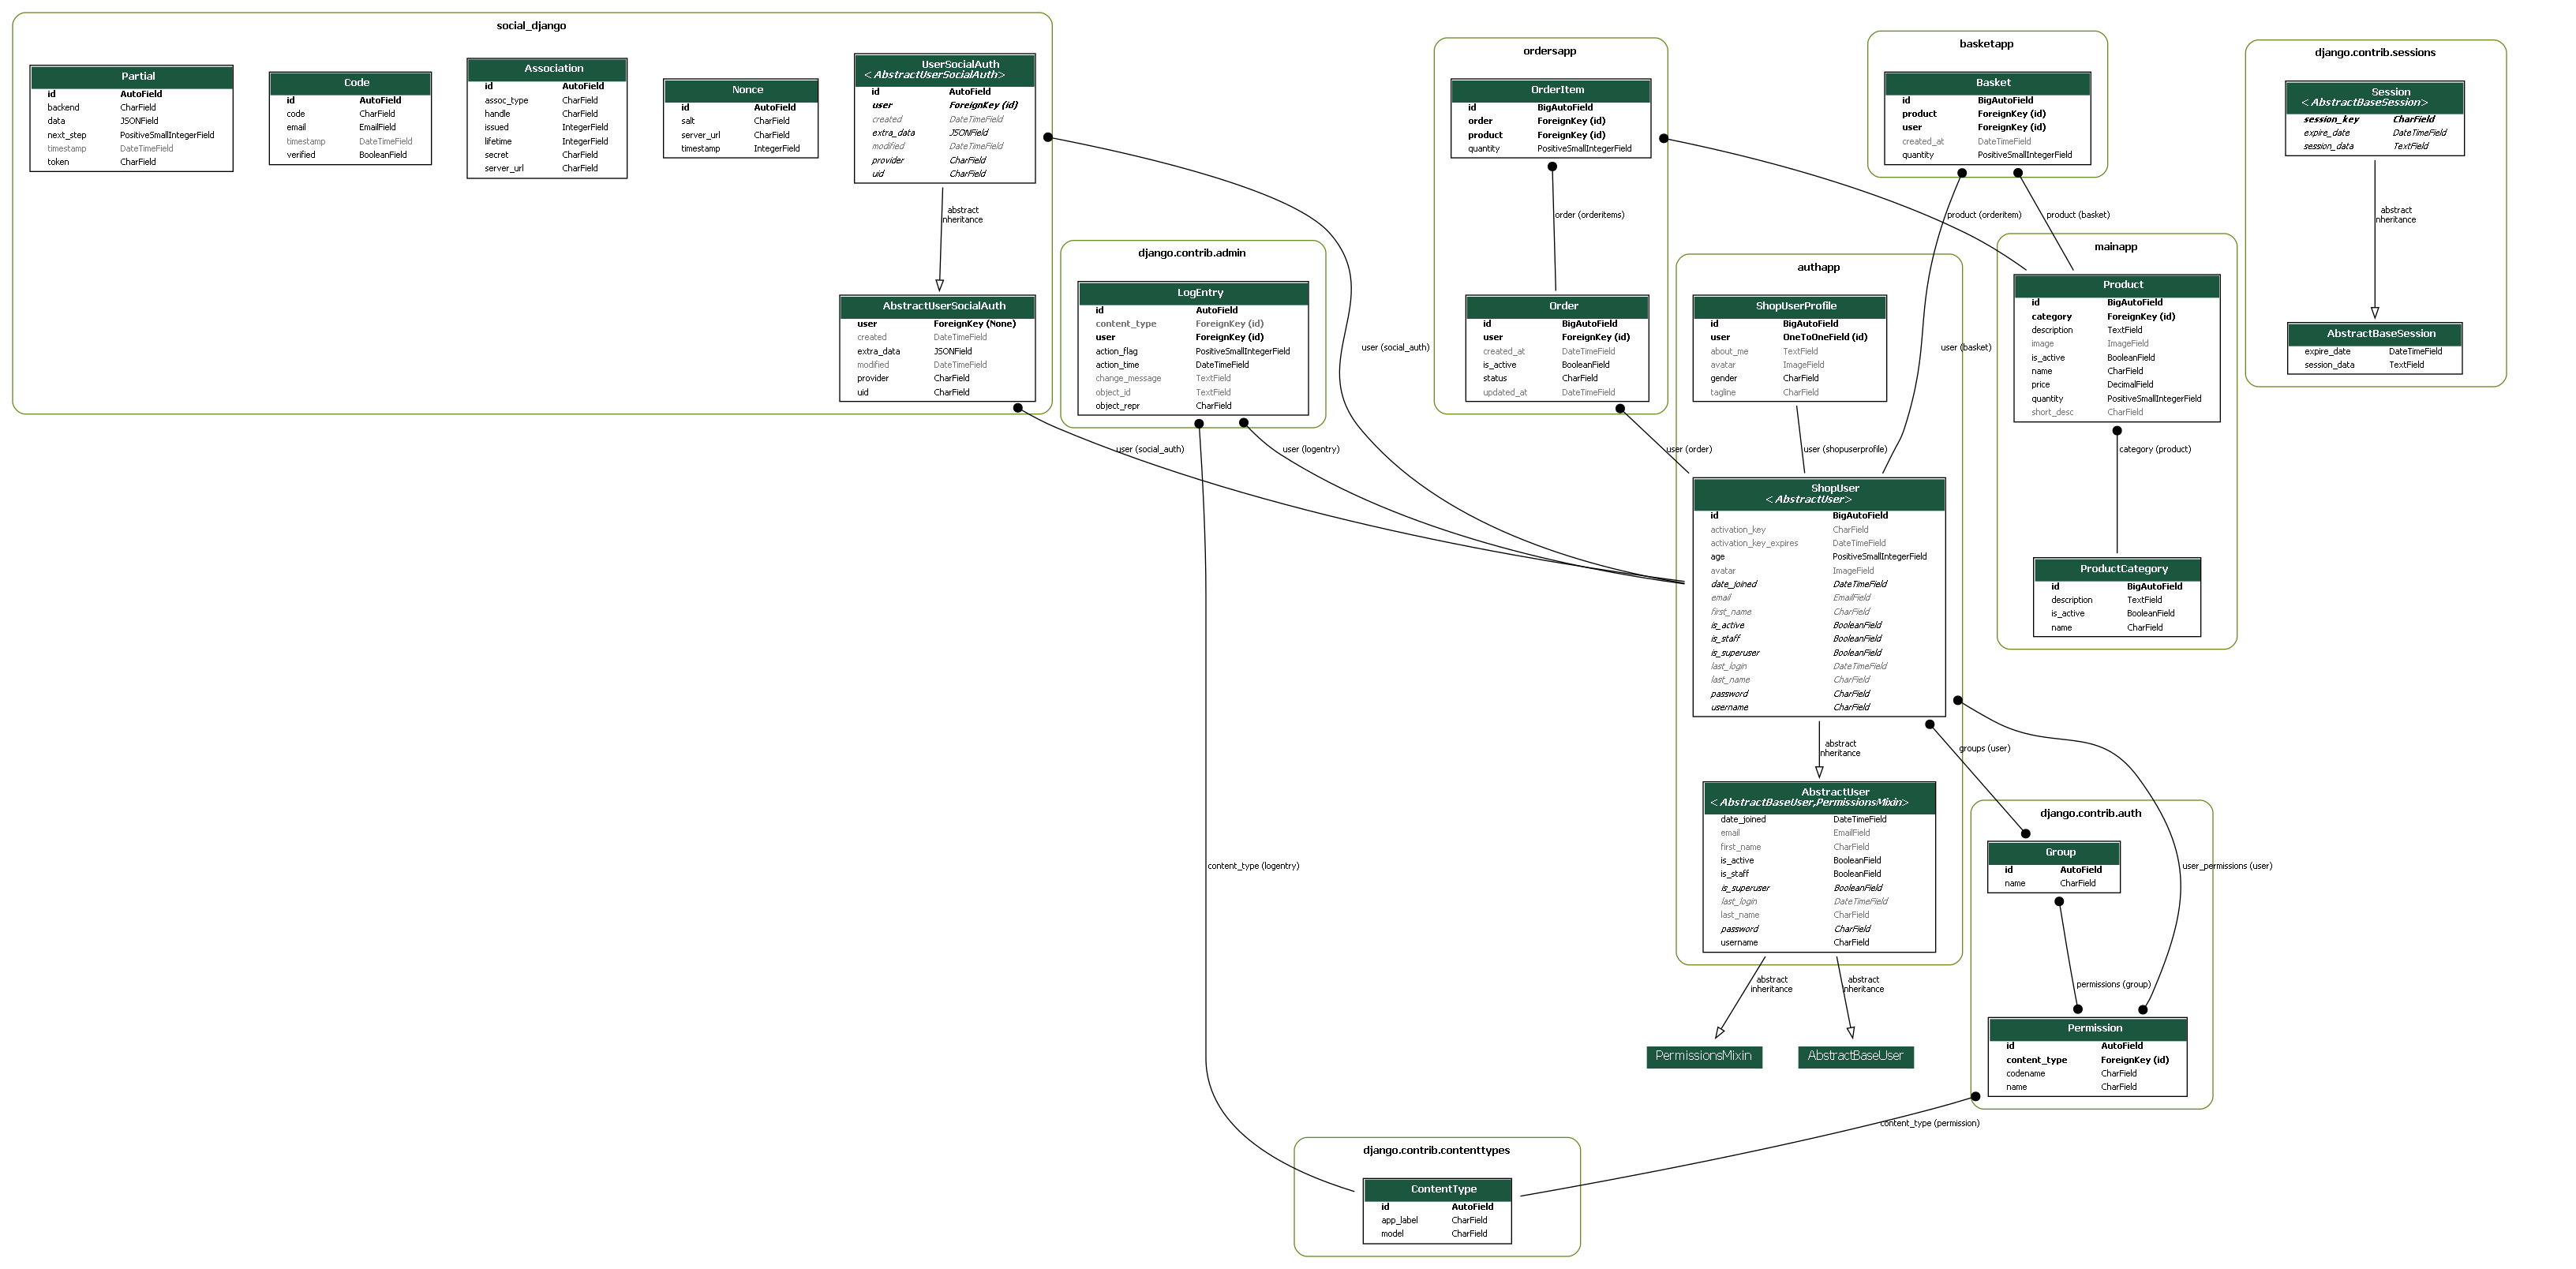 social_django
Partial
id AutoField
backend CharField
data JSONField
next_step PositiveSmallIntegerField
timestamp DateTimeField
token CharField
Code
id AutoField
code CharField
email EmailField
timestamp DateTimeField
verified BooleanField
Association
id AutoField
assoc_type CharField
handle CharField
issued IntegerField
lifetime IntegerField
secret CharField
server_url CharField
Nonce
id AutoField
salt CharField
server_url CharField
timestamp IntegerField
UserSocialAuth
<AbstractUserSocialAuth>
id AutoField
user ForeignKey (id)
created DateTimeField
extra_data JSONField
modified DateTimeField
provider CharField
uid CharField
abstract
inheritance
AbstractUserSocialAuth
user ForeignKey (None)
created DateTimeField
extra_data JSONField
modified DateTimeField
provider CharField
uid CharField
user (social_auth)
user (social_auth)
django.contrib.admin
LogEntry
id AutoField
content_type ForeignKey (id)
user ForeignKey (id)
action_flag PositiveSmallIntegerField
action_time DateTimeField
change_message TextField
object_id TextField
object_repr CharField
user (logentry)
content_type (logentry)
ordersapp
OrderItem
id BigAutoField
order ForeignKey (id)
product ForeignKey (id)
quantity PositiveSmallIntegerField
order (orderitems)
Order
id BigAutoField
user ForeignKey (id)
created_at DateTimeField
is_active BooleanField
status CharField
updated_at DateTimeField
user (order)
basketapp
Basket
id BigAutoField
product ForeignKey (id)
user ForeignKey (id)
created_at DateTimeField
quantity PositiveSmallIntegerField
product (orderitem)
product (basket)
user (basket)
mainapp
Product
id BigAutoField
category ForeignKey (id)
description TextField
image ImageField
is_active BooleanField
name CharField
price DecimalField
quantity PositiveSmallIntegerField
short_desc CharField
category (product)
ProductCategory
id BigAutoField
description TextField
is_active BooleanField
name CharField
django.contrib.sessions
Session
<AbstractBaseSession>
session_key CharField
expire_date DateTimeField
session_data TextField
abstract
inheritance
AbstractBaseSession
expire_date DateTimeField
session_data TextField
authapp
ShopUserProfile
id BigAutoField
user OneToOneField (id)
about_me TextField
avatar ImageField
gender CharField
tagline CharField
user (shopuserprofile)
ShopUser
<AbstractUser>
id BigAutoField
activation_key CharField
activation_key_expires DateTimeField
age PositiveSmallIntegerField
avatar ImageField
date_joined DateTimeField
email EmailField
first_name CharField
is_active BooleanField
is_staff BooleanField
is_superuser BooleanField
last_login DateTimeField
last_name CharField
password CharField
username CharField
abstract
inheritance
groups (user)
user_permissions (user)
AbstractUser
<AbstractBaseUser,PermissionsMixin>
date_joined DateTimeField
email EmailField
first_name CharField
is_active BooleanField
is_staff BooleanField
is_superuser BooleanField
last_login DateTimeField
last_name CharField
password CharField
username CharField
abstract
inheritance
abstract
inheritance
PermissionsMixin
AbstractBaseUser
django.contrib.auth
Group
id AutoField
name CharField
permissions (group)
Permission
id AutoField
content_type ForeignKey (id)
codename CharField
name CharField
content_type (permission)
django.contrib.contenttypes
ContentType
id AutoField
app_label CharField
model CharField